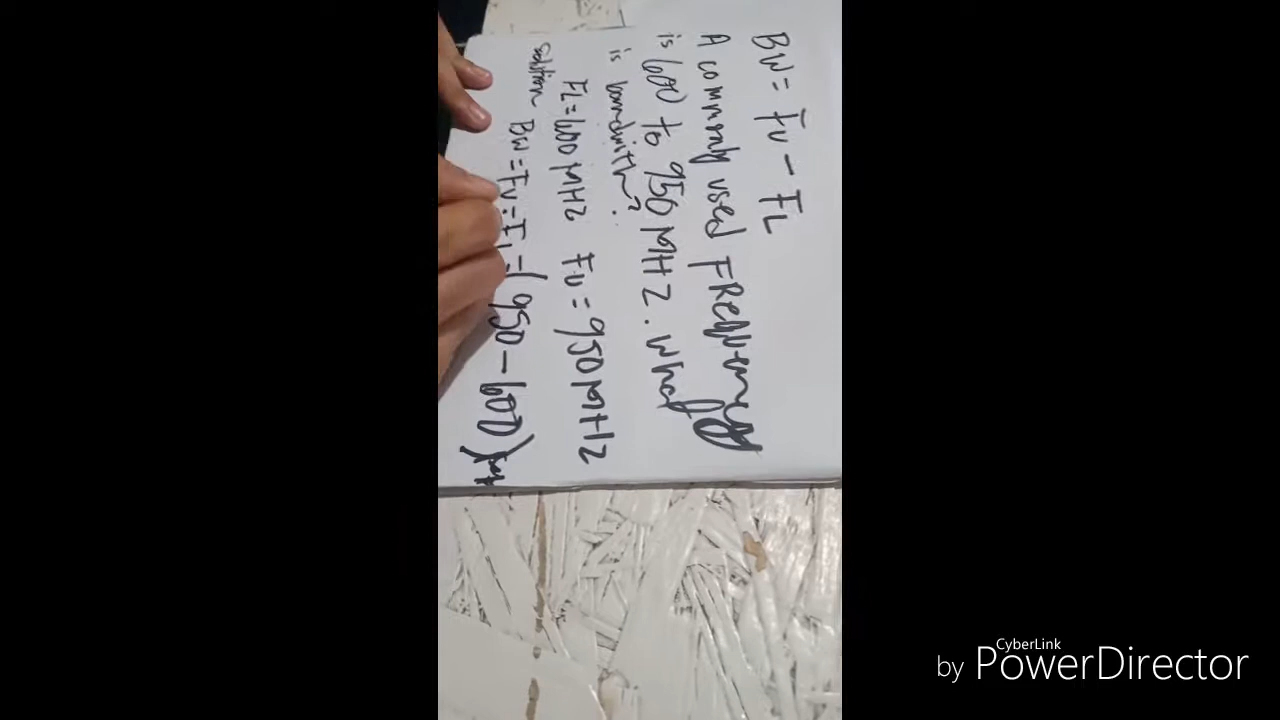 BW = FU - FL
A commonly used FRequency
is 600 to 950 MHZ. What
is bandwith?
FL = 600 MHZ FU = 950 MHZ
Solution BW = FU = FL = (950 - 600)
CyberLink
by PowerDirector